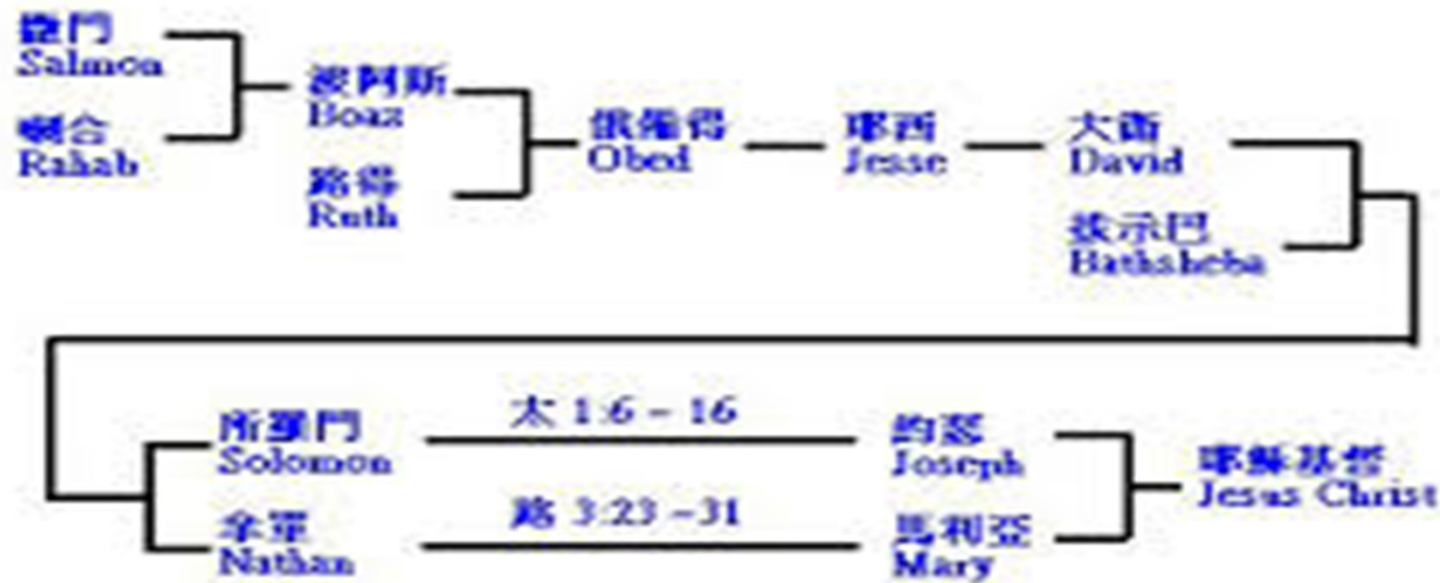 撒門
Salmon
喇合
Rahab
波阿斯
Boaz
路得
Ruth
俄備得
Obed
耶西
Jesse
大衛
David
拔示巴
Bathsheba
所羅門
Solomon
太 1:6 - 16
約瑟
Joseph
拿單
Nathan
路 3:23 -31
馬利亞
Mary
耶穌基督
Jesus Christ